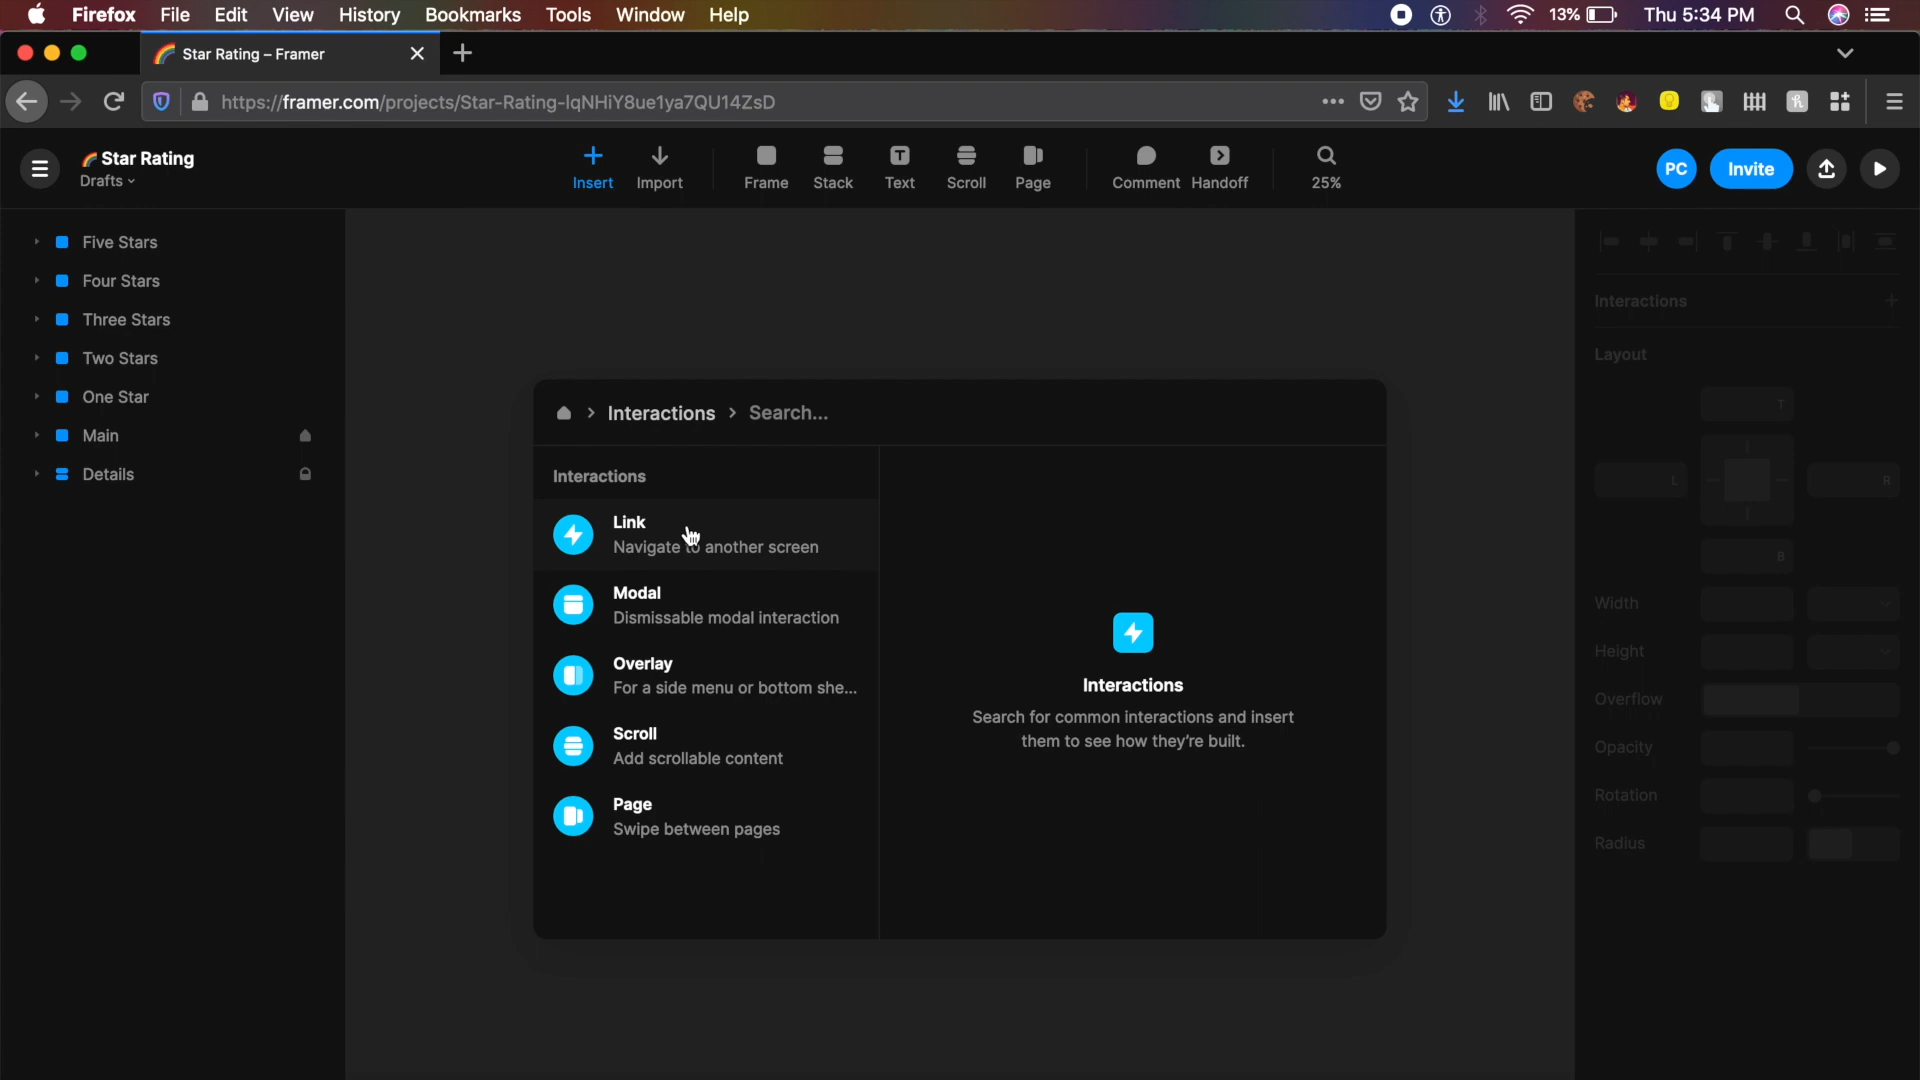 Firefox File Edit View History Bookmarks Tools Window Help 13% Thu 5:34 PM
Star Rating – Framer
https://framer.com/projects/Star-Rating-IqNHiY8ue1ya7QU14ZsD
Star Rating
Drafts
Insert Import Frame Stack Text Scroll Page Comment Handoff 25%
PC Invite
Five Stars
Four Stars
Three Stars
Two Stars
One Star
Main
Details
Interactions Search...
Interactions
Link
Navigate to another screen
Modal
Dismissable modal interaction
Overlay
For a side menu or bottom she...
Scroll
Add scrollable content
Page
Swipe between pages
Interactions
Search for common interactions and insert
them to see how they're built.
Interactions
Layout
T
L
R
B
Width
Height
Overflow
Opacity
Rotation
Radius